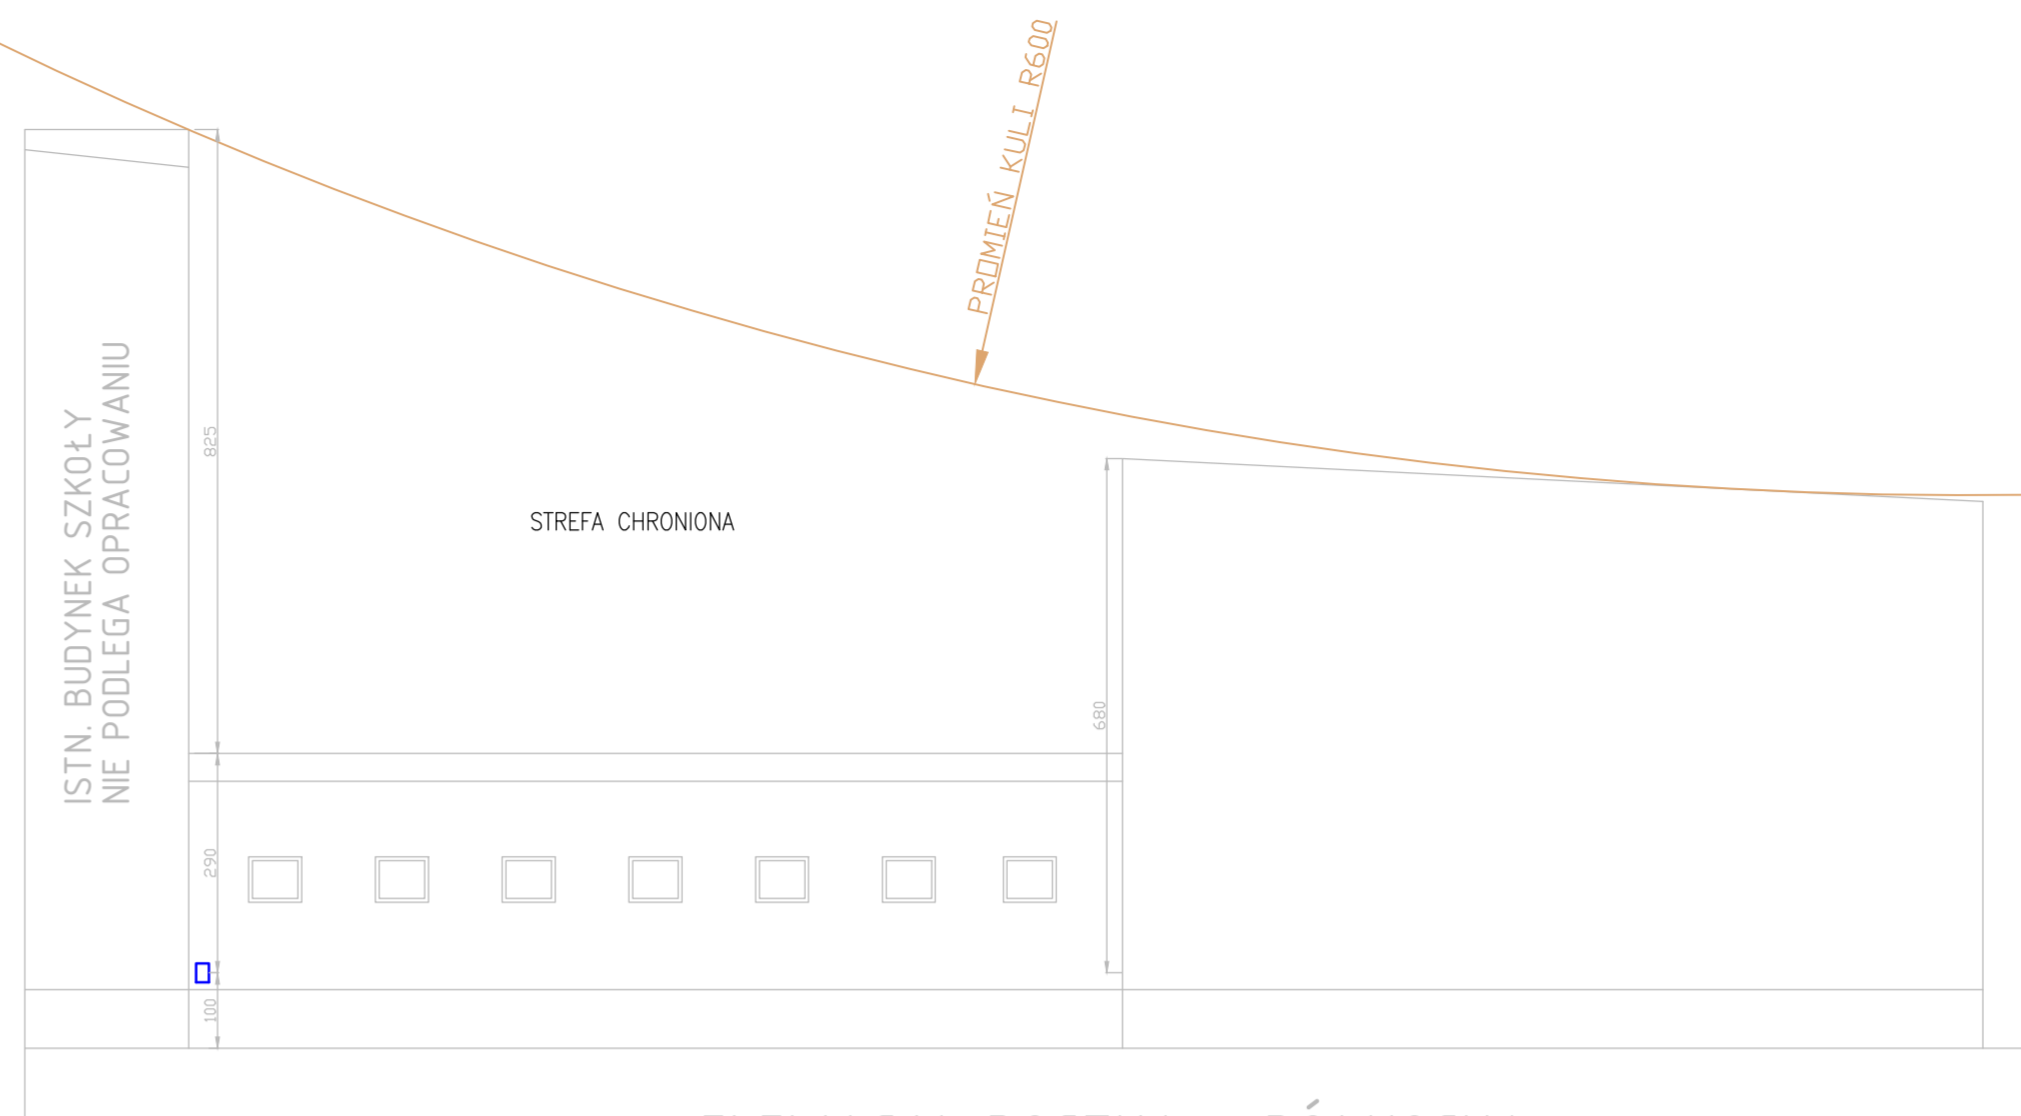 PROMIEŃ KULI R600
ISTN. BUDYNEK SZKOŁY
NIE PODLEGA OPRACOWANIU
825
STREFA CHRONIONA
680
290
100